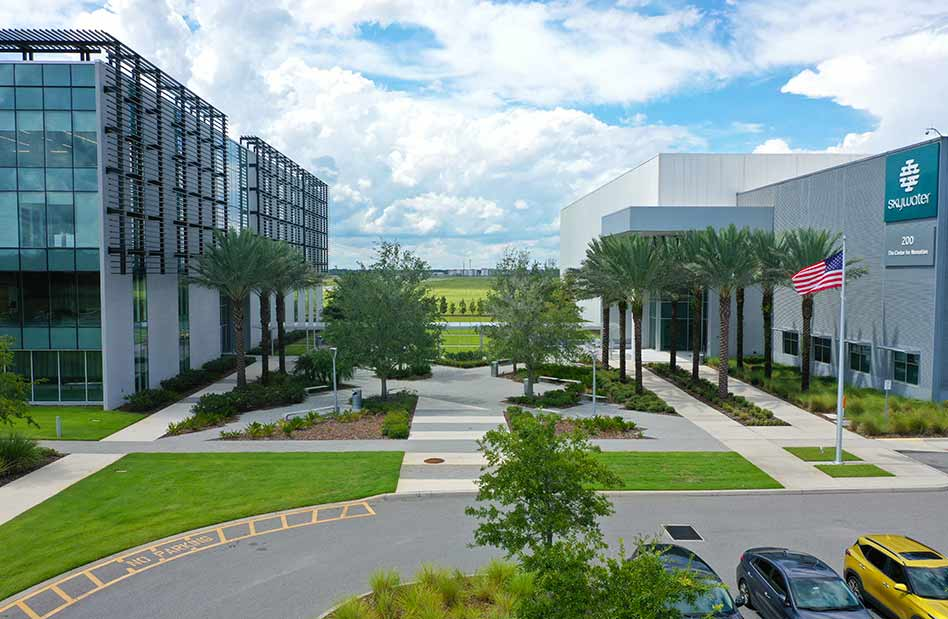 skywater
200
The Center for Neovation
NO PARKING